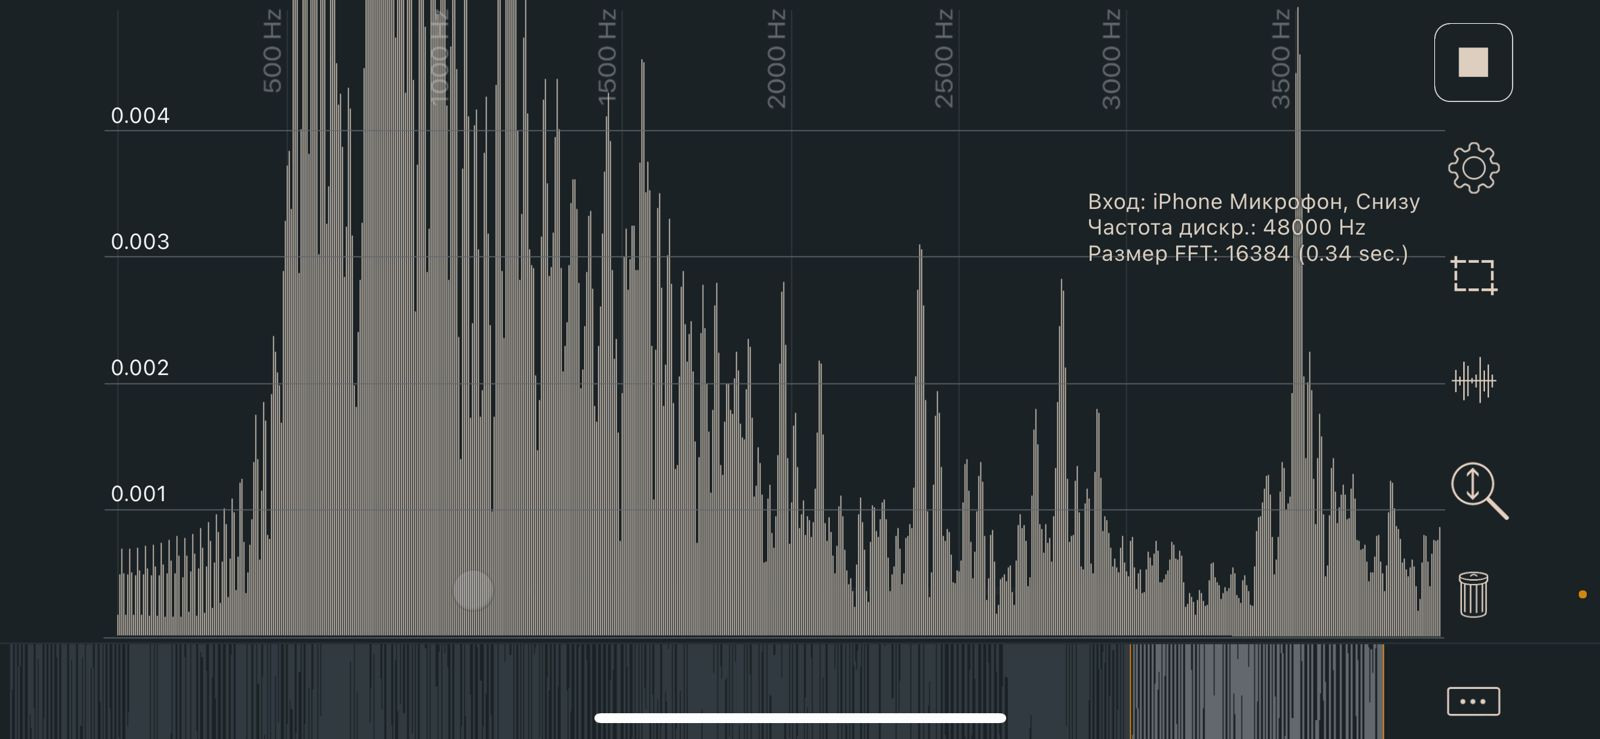 500 Hz
1000 Hz
1500 Hz
2000 Hz
2500 Hz
3000 Hz
3500 Hz
0.004
0.003
0.002
0.001
Вход: iPhone Микрофон, Снизу
Частота дискр.: 48000 Hz
Размер FFT: 16384 (0.34 sec.)